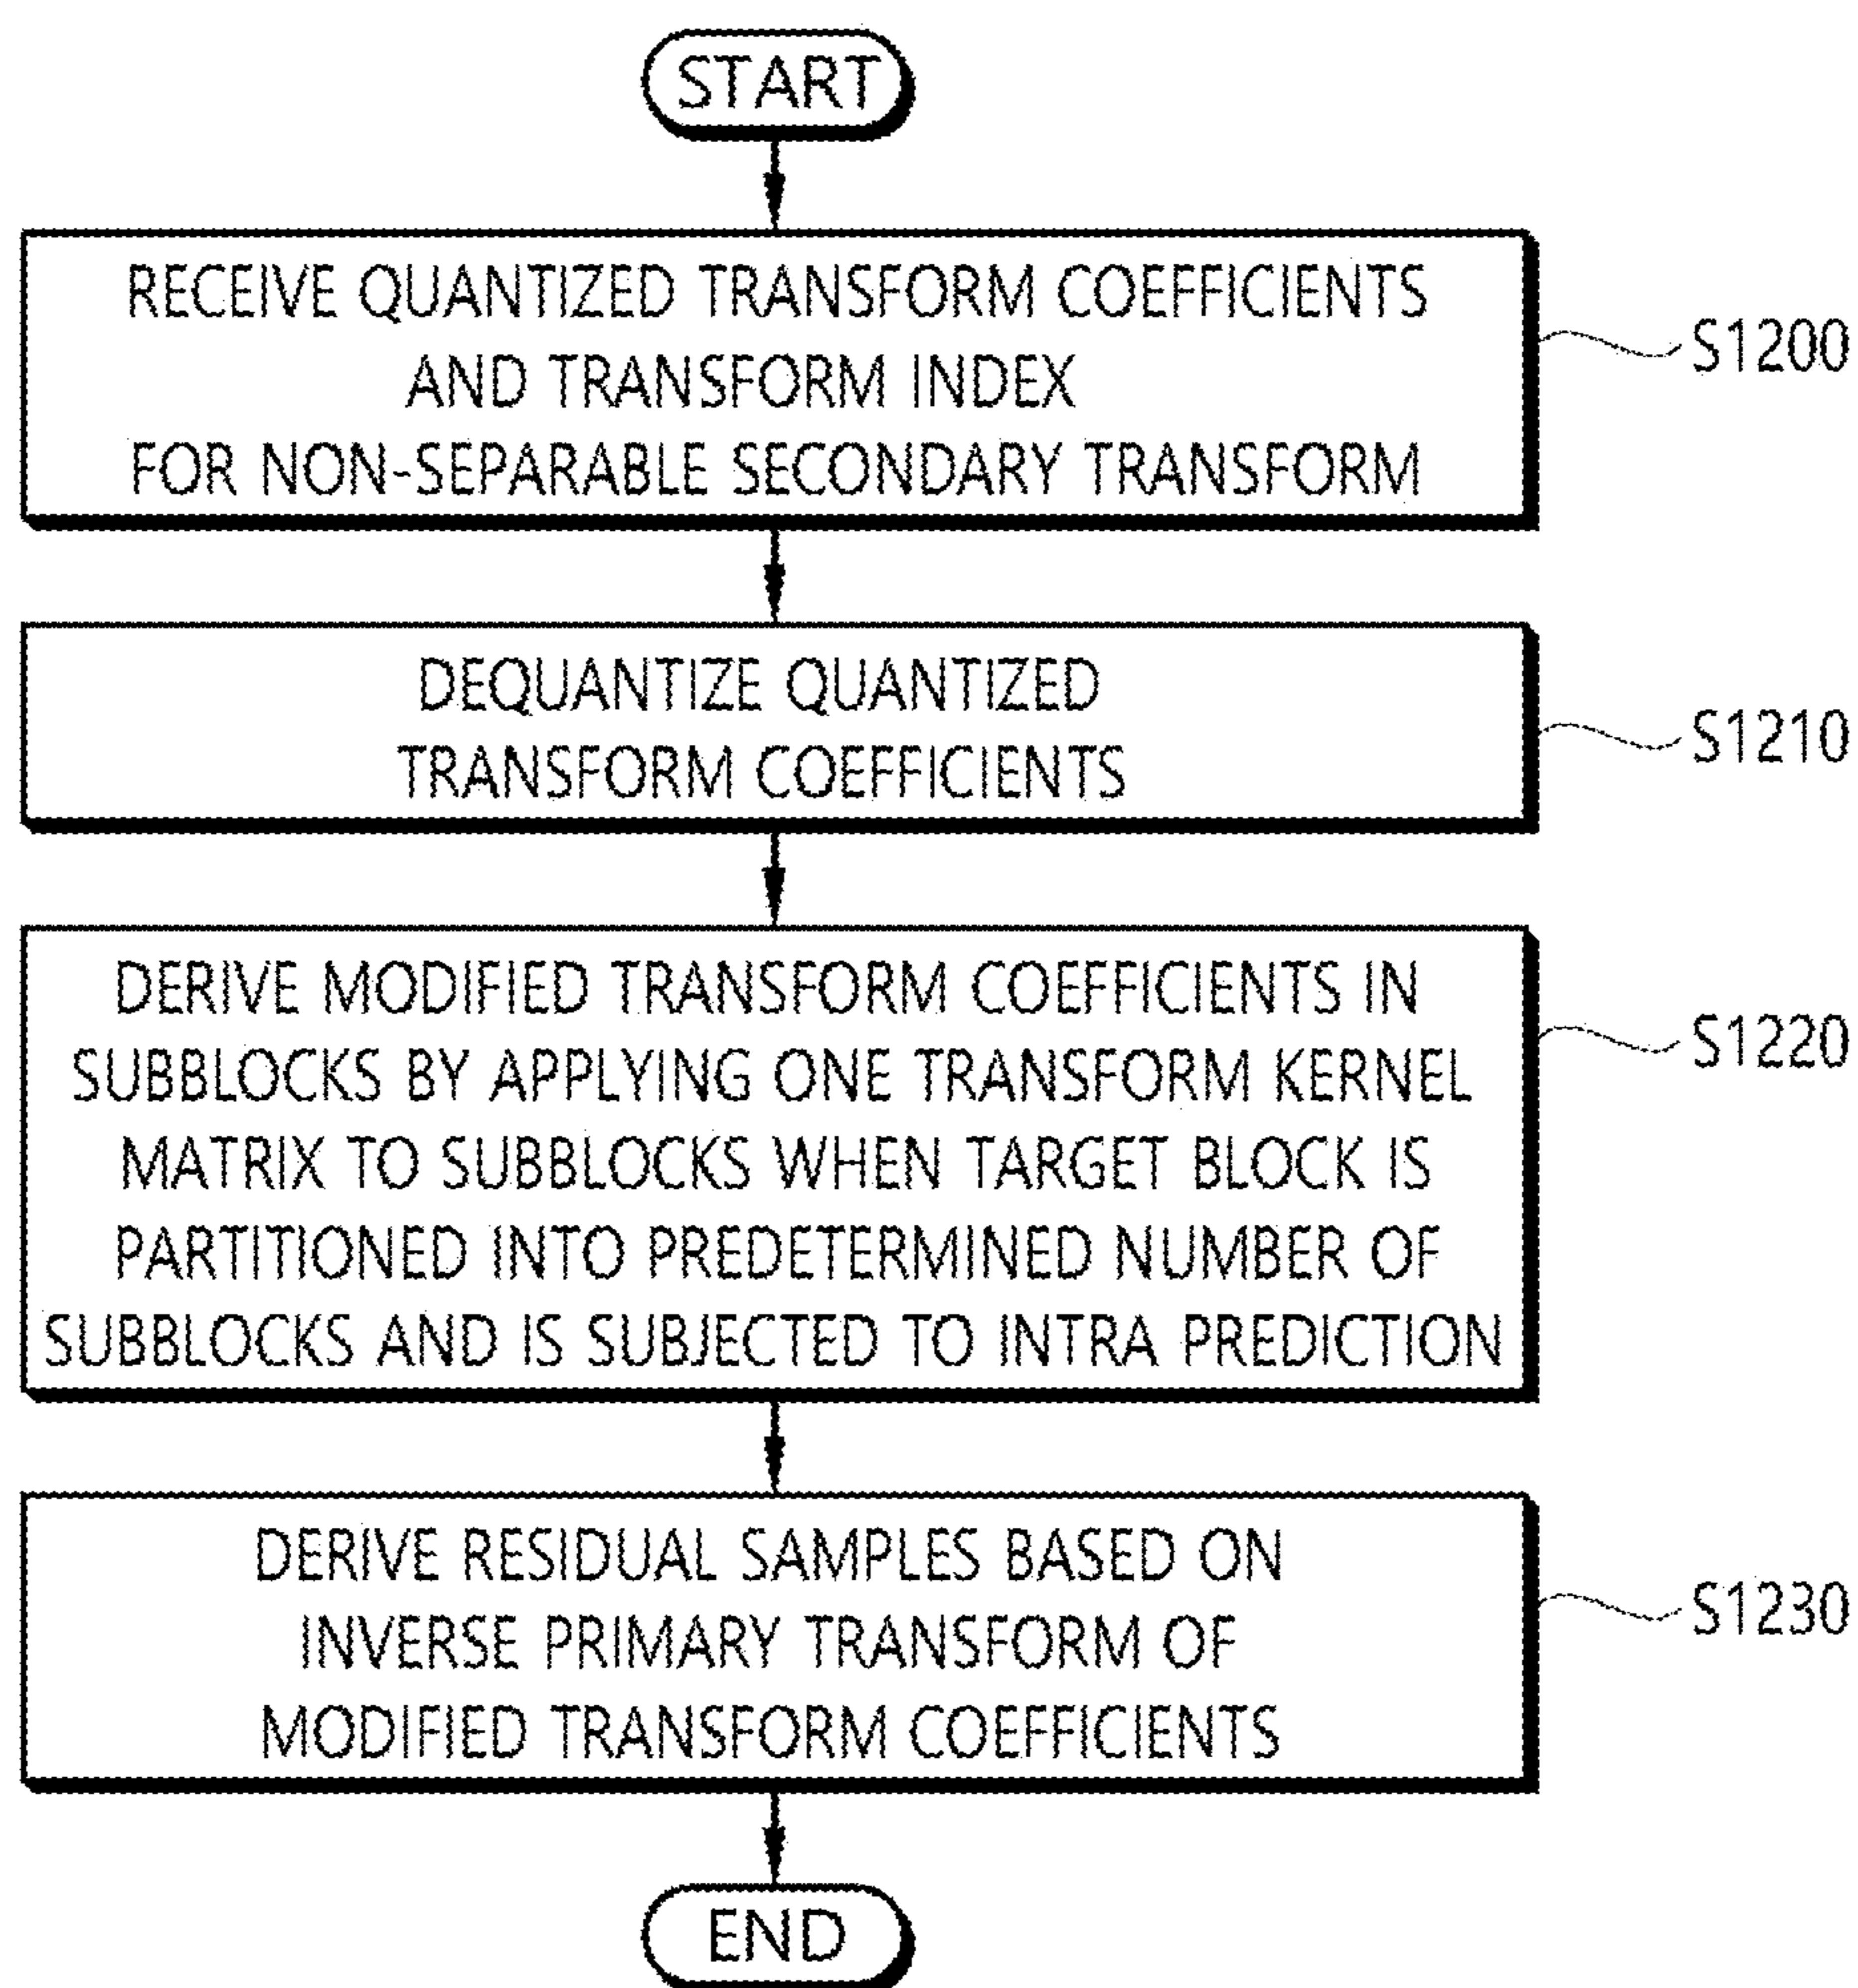 START
RECEIVE QUANTIZED TRANSFORM COEFFICIENTS
AND TRANSFORM INDEX
FOR NON-SEPARABLE SECONDARY TRANSFORM
S1200
DEQUANTIZE QUANTIZED
TRANSFORM COEFFICIENTS
S1210
DERIVE MODIFIED TRANSFORM COEFFICIENTS IN
SUBBLOCKS BY APPLYING ONE TRANSFORM KERNEL
MATRIX TO SUBBLOCKS WHEN TARGET BLOCK IS
PARTITIONED INTO PREDETERMINED NUMBER OF
SUBBLOCKS AND IS SUBJECTED TO INTRA PREDICTION
S1220
DERIVE RESIDUAL SAMPLES BASED ON
INVERSE PRIMARY TRANSFORM OF
MODIFIED TRANSFORM COEFFICIENTS
S1230
END